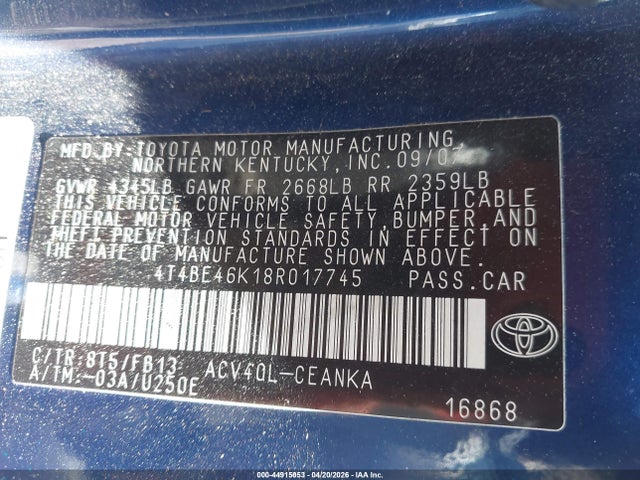 MFD.BY:TOYOTA MOTOR MANUFACTURING,
NORTHERN KENTUCKY,INC.
GVWR 4345LB GAWR FR 2668LB RR 2359LB
THIS VEHICLE CONFORMS TO ALL APPLICABLE
FEDERAL MOTOR VEHICLE SAFETY,BUMPER,AND
THEFT PREVENTION STANDARDS IN EFFECT ON
THE DATE OF MANUFACTURE SHOWN ABOVE.
4T4BE46K18R017745 PASS.CAR
C/TR:8T5/FB13 ACV40L-CEANKA
A/TM:-03A/U250E
16868
000-44915053 - 04/20/2026 - IAA Inc.